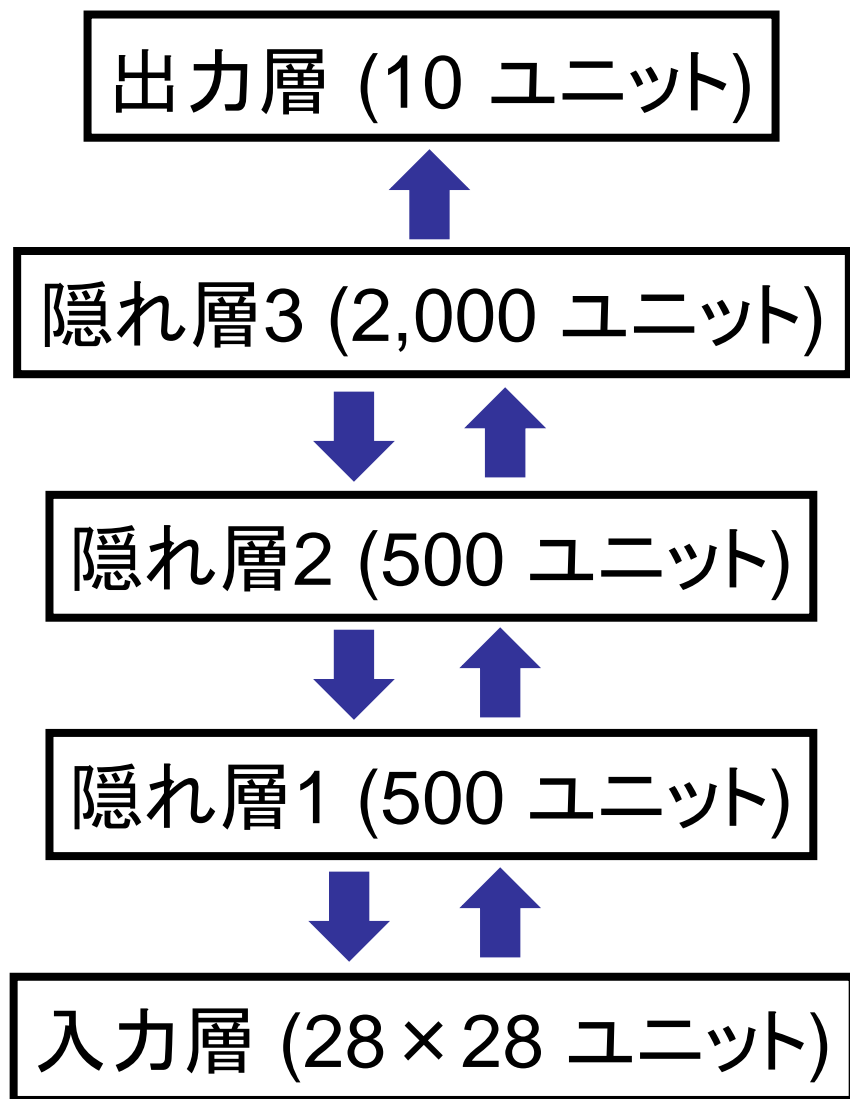 出力層 (10 ユニット)
隠れ層3 (2,000 ユニット)
隠れ層2 (500 ユニット)
隠れ層1 (500 ユニット)
入力層 (28×28 ユニット)